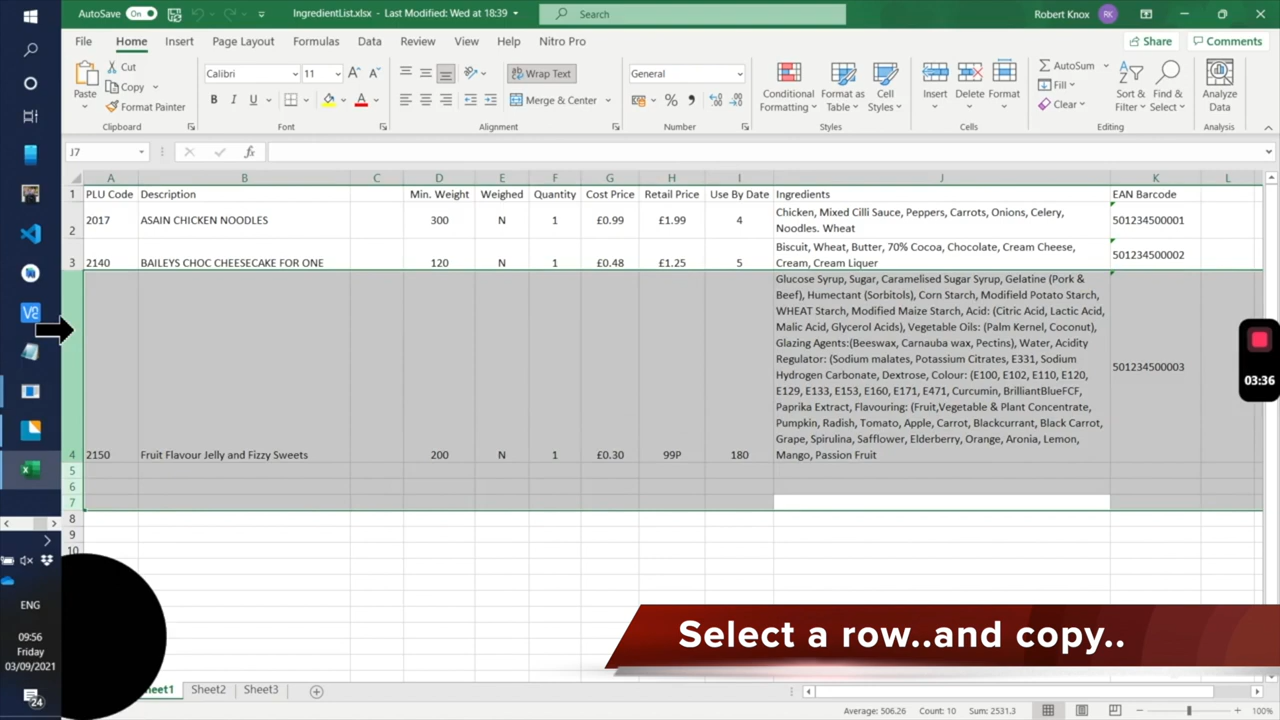 AutoSave On
IngredientList.xlsx - Last Modified: Wed at 18:39
Search
Robert Knox RK
File Home Insert Page Layout Formulas Data Review View Help Nitro Pro
Share Comments
Paste
Cut
Copy
Format Painter
Clipboard
Calibri 11
B I U
Font
Wrap Text
Merge & Center
Alignment
General
Number
Conditional Formatting
Format as Table
Cell Styles
Styles
Insert Delete Format
Cells
AutoSum
Fill
Clear
Sort & Filter
Find & Select
Editing
Analyze Data
Analysis
J7
fx
A B C D E F G H I J K L
1 PLU Code Description Min. Weight Weighed Quantity Cost Price Retail Price Use By Date Ingredients EAN Barcode
2 2017 ASAIN CHICKEN NOODLES 300 N 1 £0.99 £1.99 4 501234500001
Chicken, Mixed Cilli Sauce, Peppers, Carrots, Onions, Celery,
Noodles. Wheat
3 2140 BAILEYS CHOC CHEESECAKE FOR ONE 120 N 1 £0.48 £1.25 5 501234500002
Biscuit, Wheat, Butter, 70% Cocoa, Chocolate, Cream Cheese,
Cream, Cream Liquer
4 2150 Fruit Flavour Jelly and Fizzy Sweets 200 N 1 £0.30 99P 180 501234500003
Glucose Syrup, Sugar, Caramelised Sugar Syrup, Gelatine (Pork &
Beef), Humectant (Sorbitols), Corn Starch, Modifield Potato Starch,
WHEAT Starch, Modified Maize Starch, Acid: (Citric Acid, Lactic Acid,
Malic Acid, Glycerol Acids), Vegetable Oils: (Palm Kernel, Coconut),
Glazing Agents:(Beeswax, Carnauba wax, Pectins), Water, Acidity
Regulator: (Sodium malates, Potassium Citrates, E331, Sodium
Hydrogen Carbonate, Dextrose, Colour: (E100, E102, E110, E120,
E129, E133, E153, E160, E171, E471, Curcumin, BrilliantBlueFCF,
Paprika Extract, Flavouring: (Fruit,Vegetable & Plant Concentrate,
Pumpkin, Radish, Tomato, Apple, Carrot, Blackcurrant, Black Carrot,
Grape, Spirulina, Safflower, Elderberry, Orange, Aronia, Lemon,
Mango, Passion Fruit
5
6
7
8
9
10
03:36
Select a row..and copy..
ENG
09:56
Friday
03/09/2021
24
Sheet2 Sheet3
Average: 506.26 Count: 10 Sum: 2531.3
100%